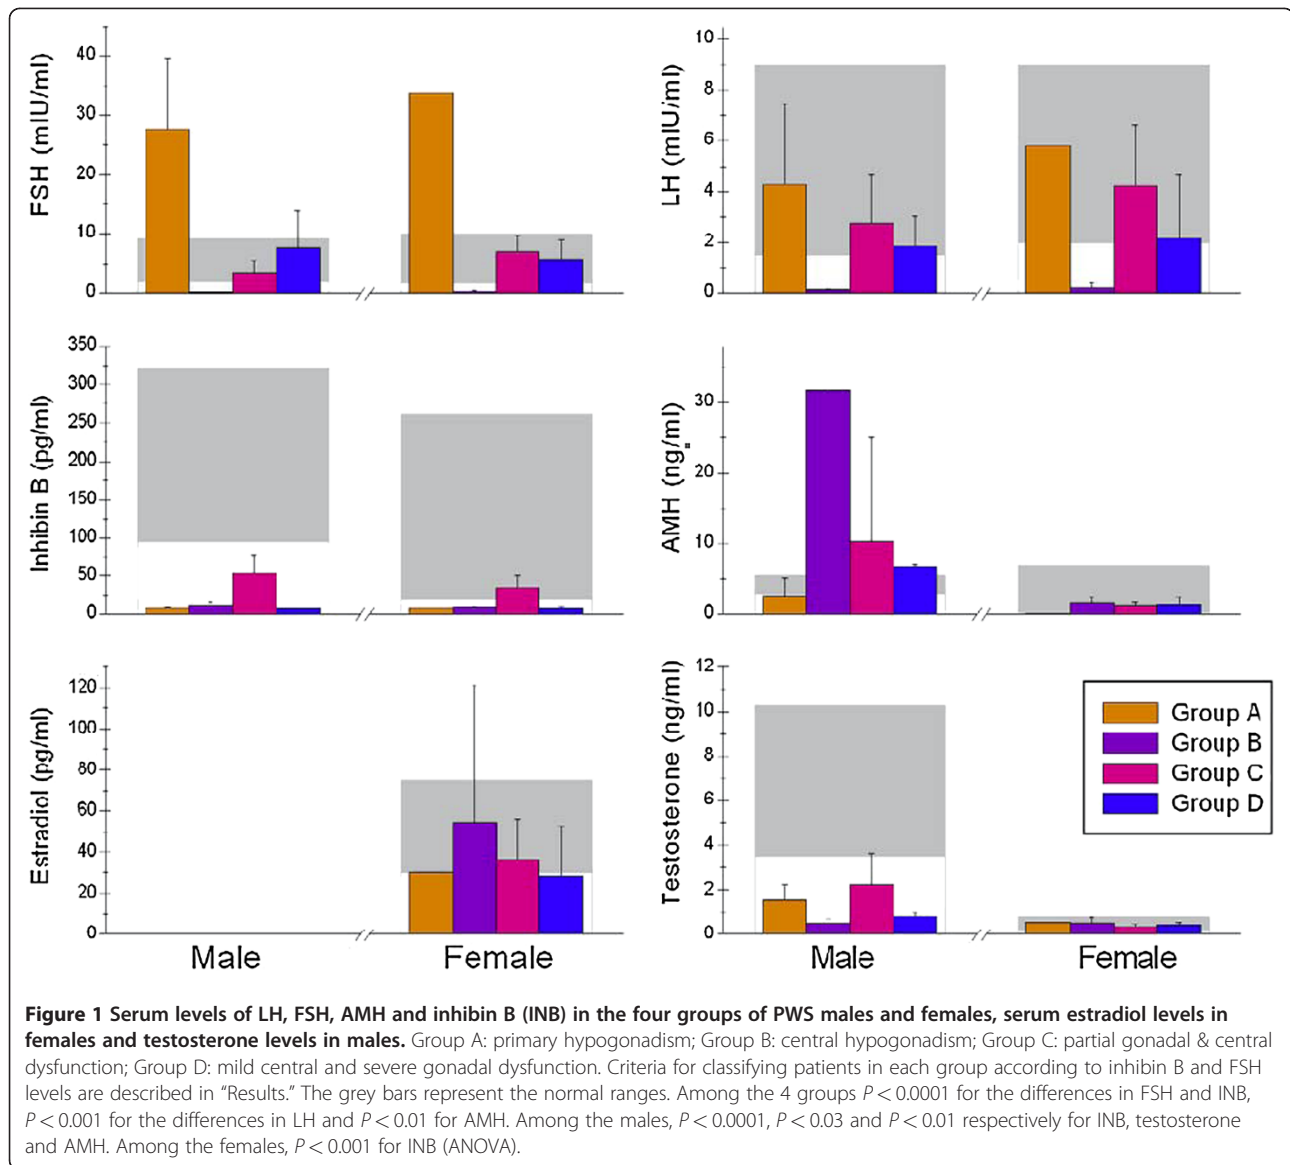 FSH (mIU/ml)
40
30
20
10
0
LH (mIU/ml)
10
8
6
4
2
0
Inhibin B (pg/ml)
350
300
250
200
150
100
50
0
AMH (ng/ml)
30
20
10
0
Estradiol (pg/ml)
120
100
80
60
40
20
0
Male
Female
Testosterone (ng/ml)
12
10
8
6
4
2
0
Male
Female
Group A
Group B
Group C
Group D
Figure 1 Serum levels of LH, FSH, AMH and inhibin B (INB) in the four groups of PWS males and females, serum estradiol levels in
females and testosterone levels in males. Group A: primary hypogonadism; Group B: central hypogonadism; Group C: partial gonadal & central
dysfunction; Group D: mild central and severe gonadal dysfunction. Criteria for classifying patients in each group according to inhibin B and FSH
levels are described in “Results.” The grey bars represent the normal ranges. Among the 4 groups P < 0.0001 for the differences in FSH and INB,
P < 0.001 for the differences in LH and P < 0.01 for AMH. Among the males, P < 0.0001, P < 0.03 and P < 0.01 respectively for INB, testosterone
and AMH. Among the females, P < 0.001 for INB (ANOVA).